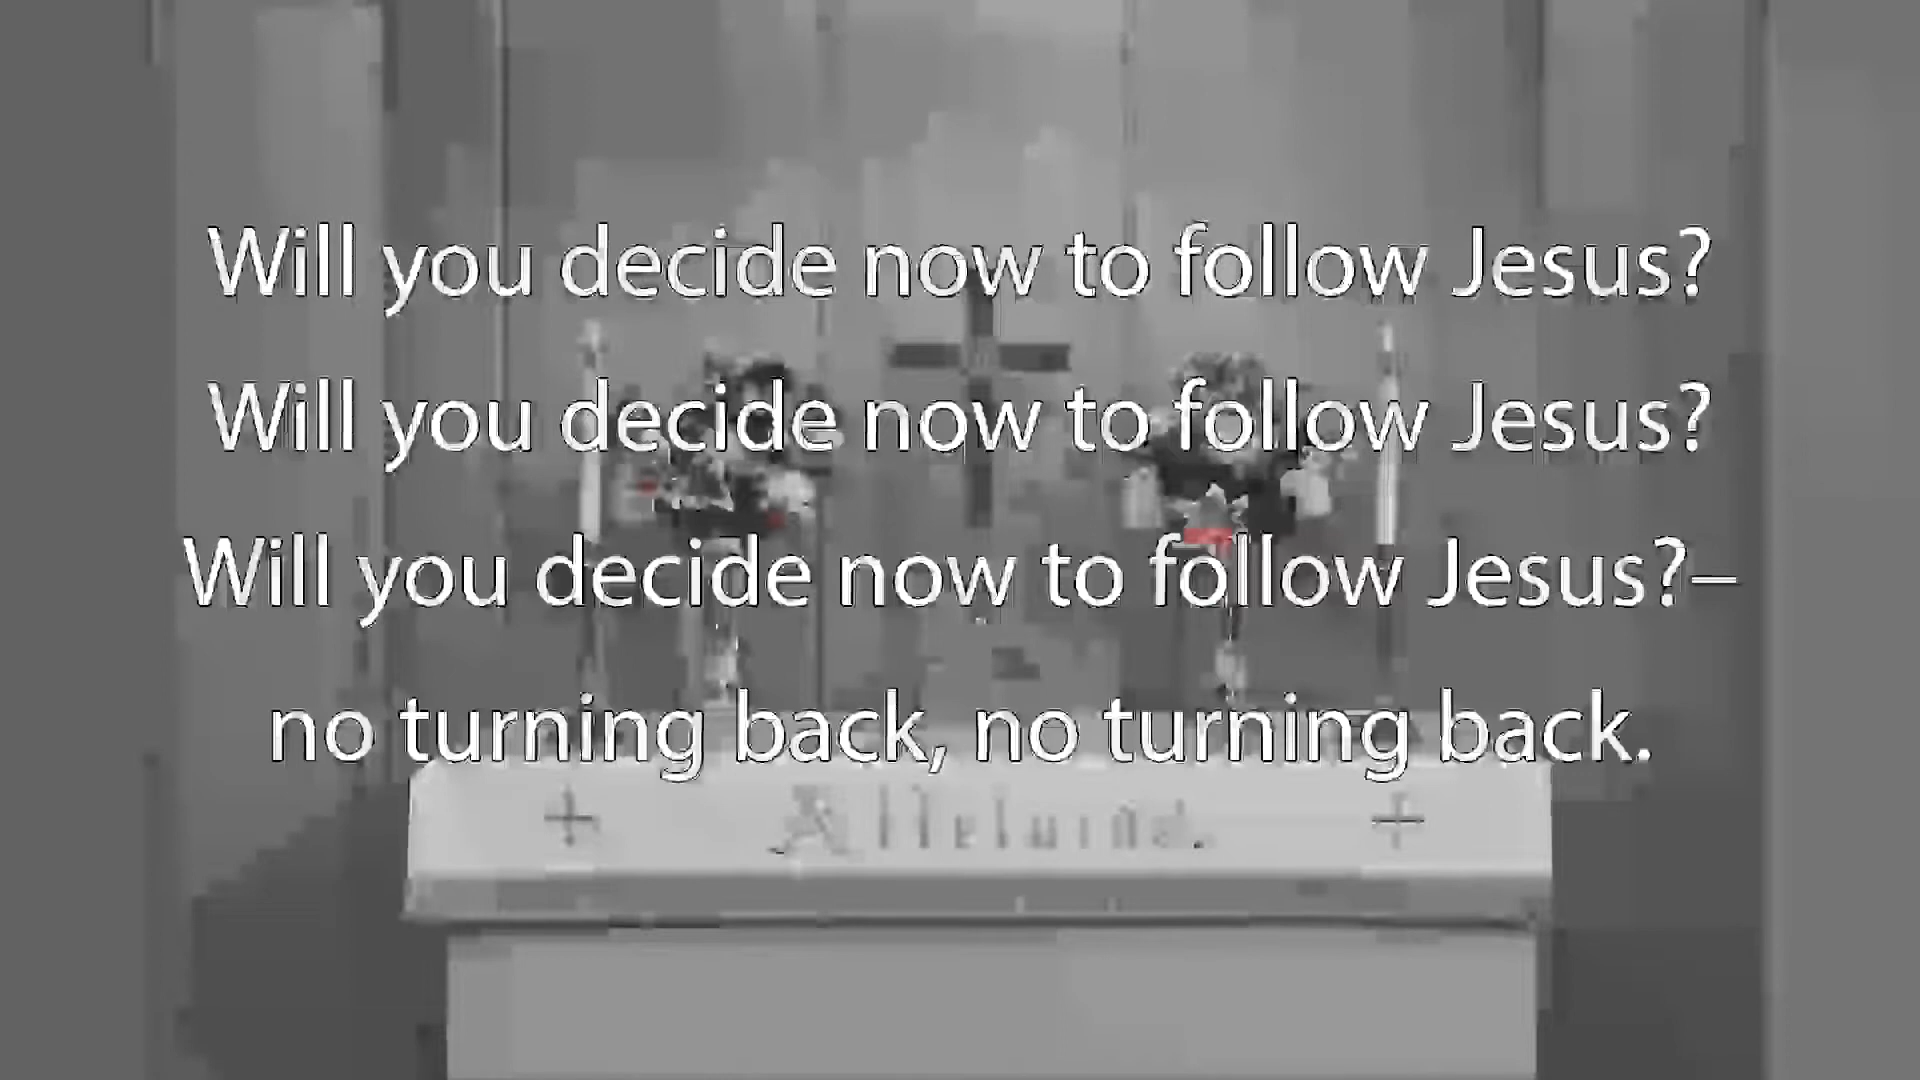 Will you decide now to follow Jesus?
Will you decide now to follow Jesus?
Will you decide now to follow Jesus?–
no turning back, no turning back.
Alleluia!